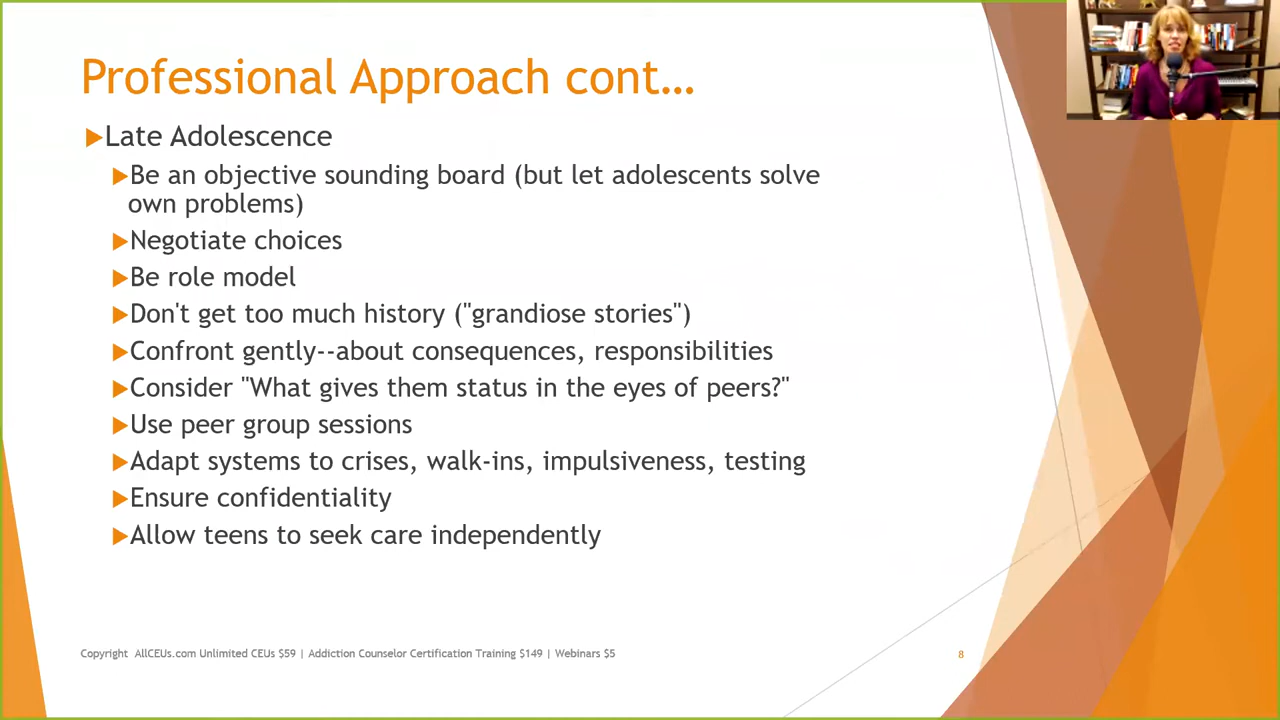 Professional Approach cont…
Late Adolescence
Be an objective sounding board (but let adolescents solve
own problems)
Negotiate choices
Be role model
Don't get too much history ("grandiose stories")
Confront gently--about consequences, responsibilities
Consider "What gives them status in the eyes of peers?"
Use peer group sessions
Adapt systems to crises, walk-ins, impulsiveness, testing
Ensure confidentiality
Allow teens to seek care independently
Copyright AllCEUs.com Unlimited CEUs $59 | Addiction Counselor Certification Training $149 | Webinars $5
8